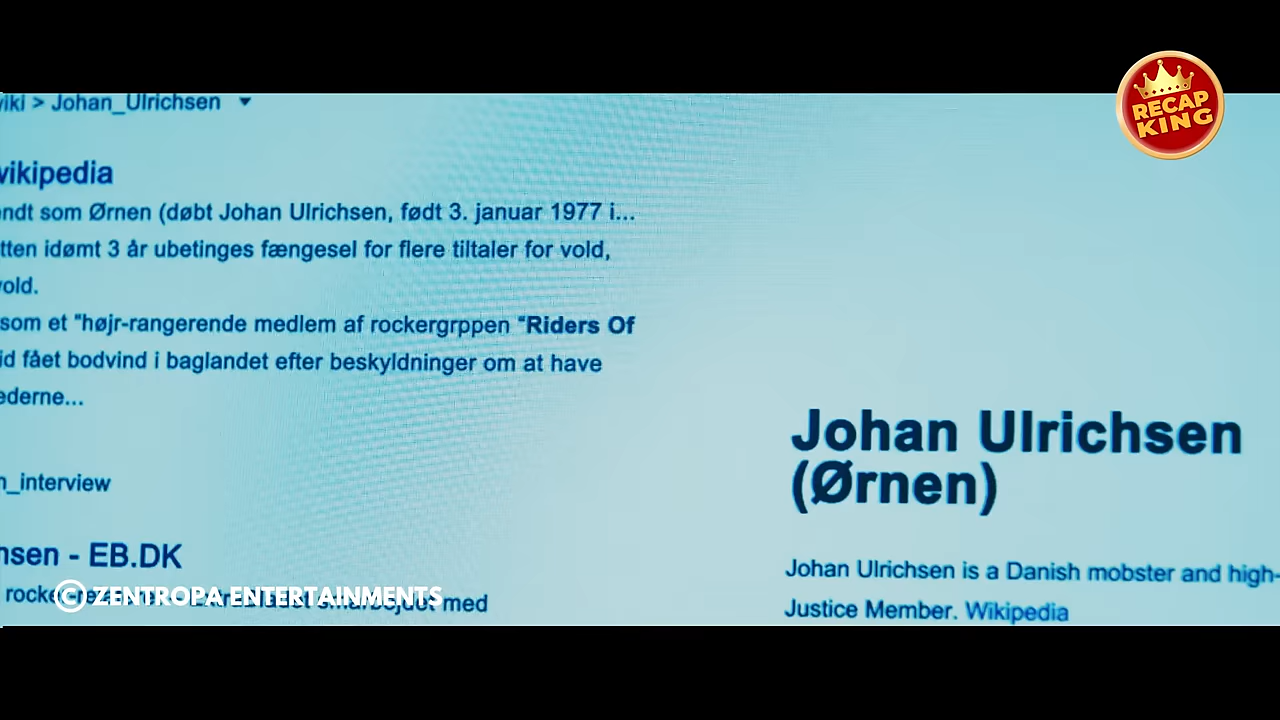 RECAP
KING
viki > Johan_Ulrichsen
vikipedia
endt som Ørnen (døbt Johan Ulrichsen, født 3. januar 1977 i...
tten idømt 3 år ubetinges fængesel for flere tiltaler for vold,
vold.
som et "højr-rangerende medlem af rockergrppen "Riders Of
id fået bodvind i baglandet efter beskyldninger om at have
ederne...
n_interview
nsen - EB.DK
med
© ZENTROPA ENTERTAINMENTS
Johan Ulrichsen
(Ørnen)
Johan Ulrichsen is a Danish mobster and high-
Justice Member. Wikipedia